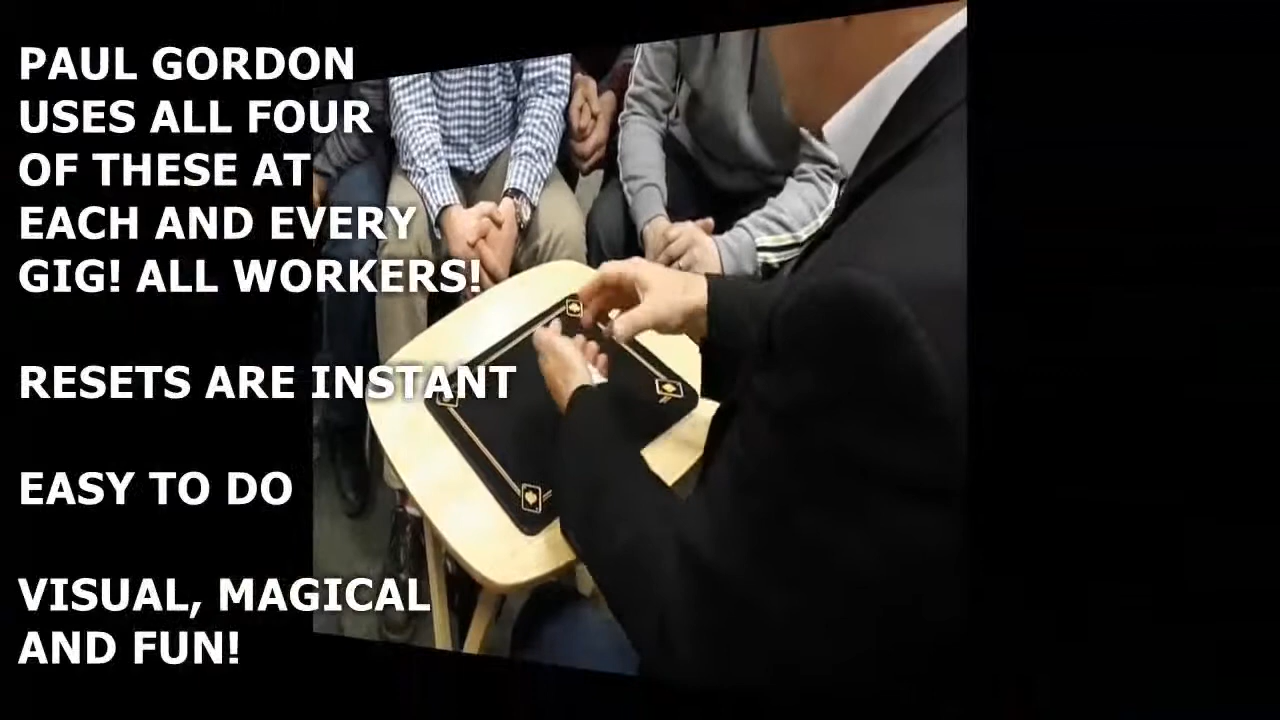 PAUL GORDON
USES ALL FOUR
OF THESE AT
EACH AND EVERY
GIG! ALL WORKERS!
RESETS ARE INSTANT
EASY TO DO
VISUAL, MAGICAL
AND FUN!